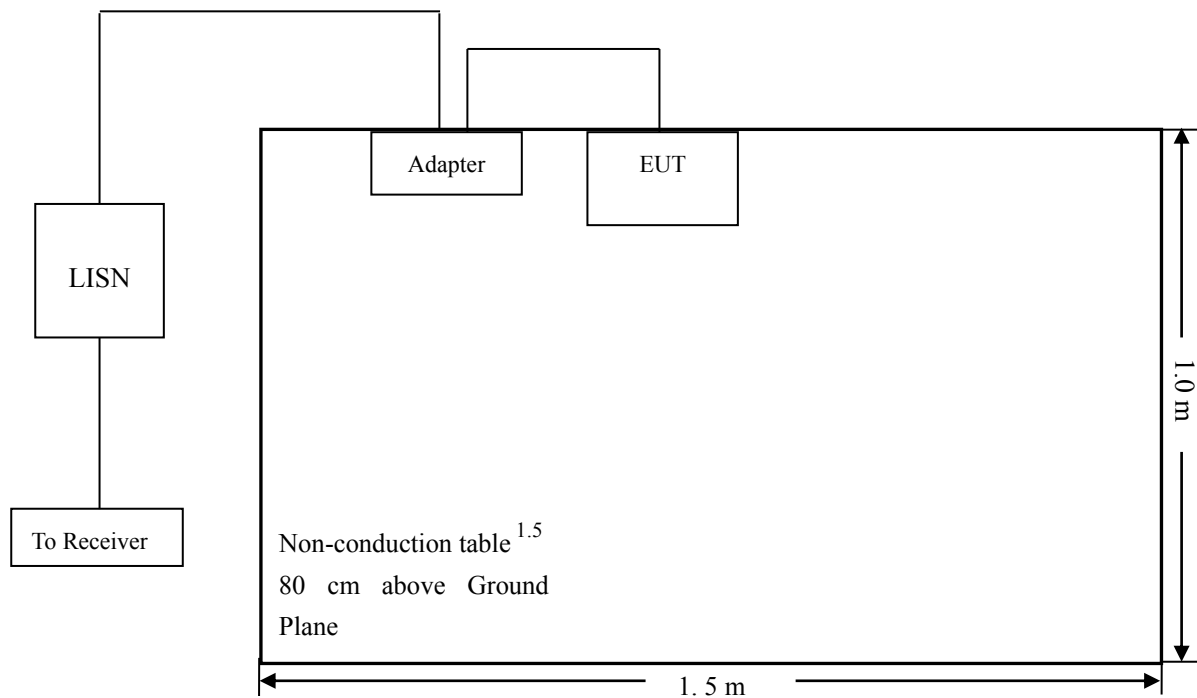 Adapter
EUT
LISN
To Receiver
Non-conduction table 1.5
80 cm above Ground
Plane
1.0 m
1. 5 m